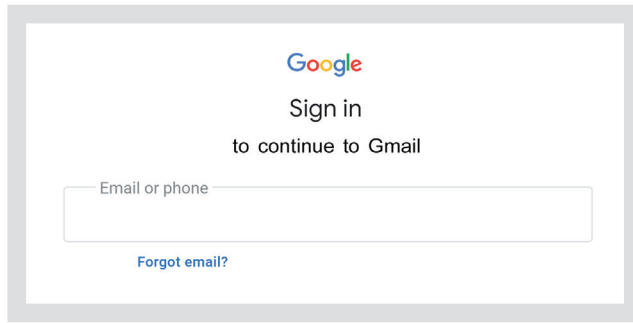 Google
Sign in
to continue to Gmail
Email or phone
Forgot email?